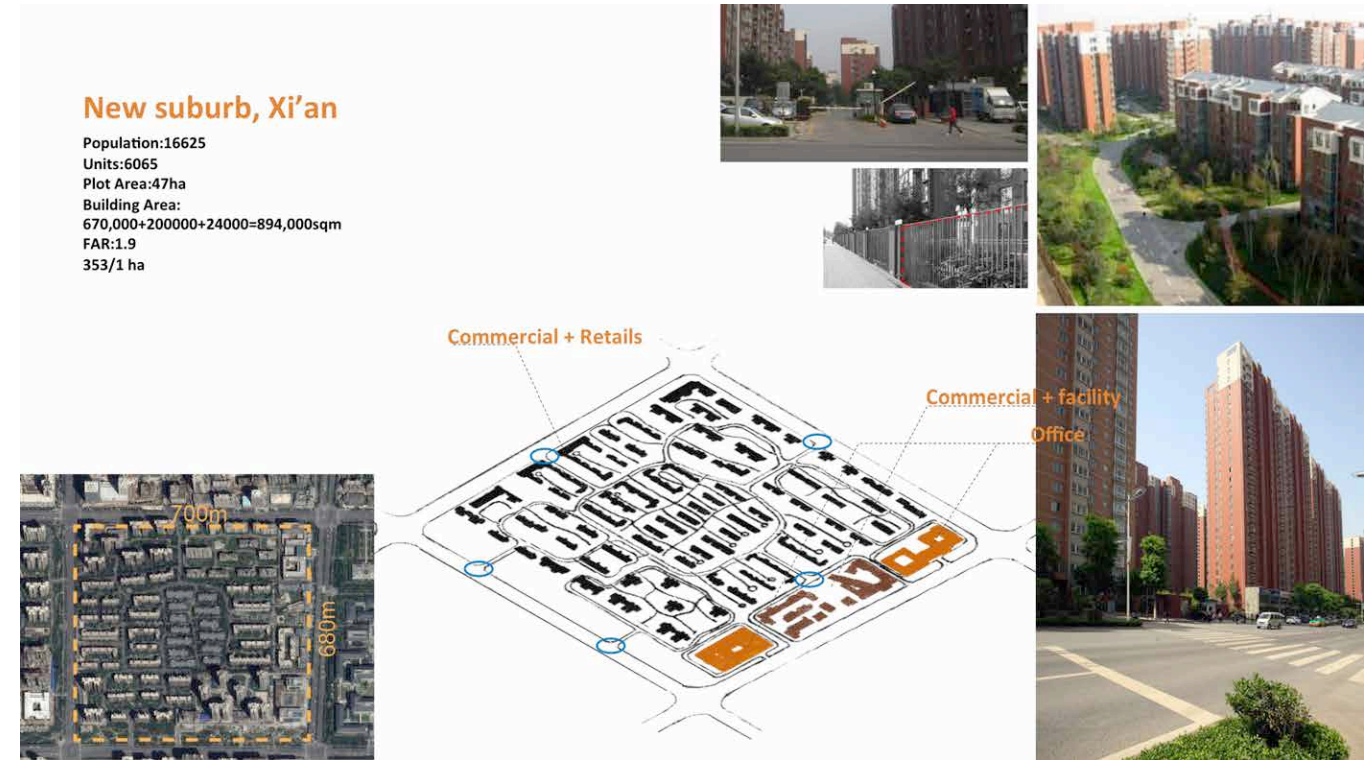 New suburb, Xi’an
Population:16625
Units:6065
Plot Area:47ha
Building Area:
670,000+200000+24000=894,000sqm
FAR:1.9
353/1 ha
Commercial + Retails
Commercial + facility
Office
700m
680m